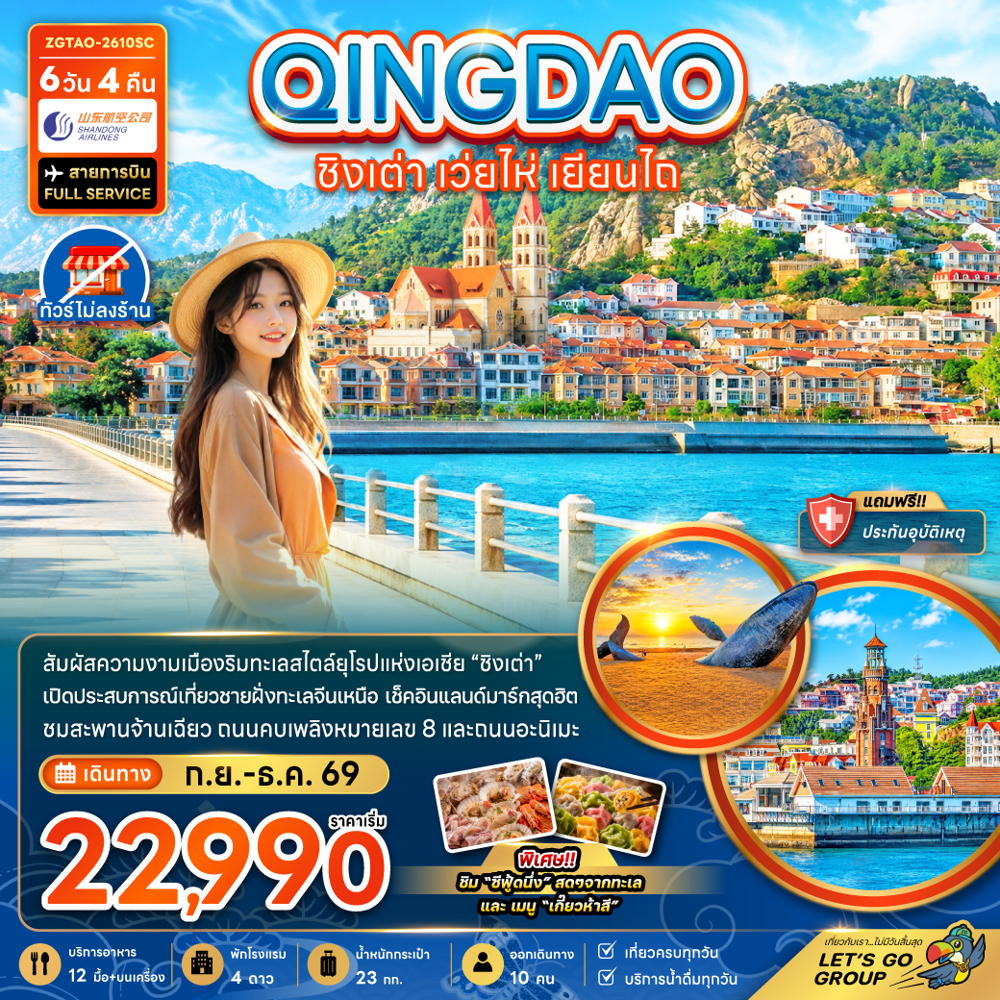 ZGTAO-2610SC
6 วัน 4 คืน
山东航空公司
SHANDONG
AIRLINES
สายการบิน
FULL SERVICE
QINGDAO
ชิงเต่า เว่ยไห่ เยียนไถ
ทัวร์ไม่ลงร้าน
แถมฟรี!!
ประกันอุบัติเหตุ
สัมผัสความงามเมืองริมทะเลสไตล์ยุโรปแห่งเอเชีย “ชิงเต่า”
เปิดประสบการณ์เที่ยวชายฝั่งทะเลจีนเหนือ เช็คอินแลนด์มาร์กสุดฮิต
ชมสะพานจ้านเฉียว ถนนคบเพลิงหมายเลข 8 และถนนอะนิเมะ
เดินทาง ก.ย.-ธ.ค. 69
ราคาเริ่ม
22,990
พิเศษ!!
ชิม “ซีฟู้ดนึ่ง” สดๆจากทะเล
และ เมนู “เกี๊ยวห้าสี”
บริการอาหาร
12 มื้อ+บนเครื่อง
พักโรงแรม
4 ดาว
น้ำหนักกระเป๋า
23 กก.
ออกเดินทาง
10 คน
เที่ยวครบทุกวัน
บริการน้ำดื่มทุกวัน
เที่ยวกับเรา...ไม่มีวันสิ้นสุด
LET'S GO
GROUP